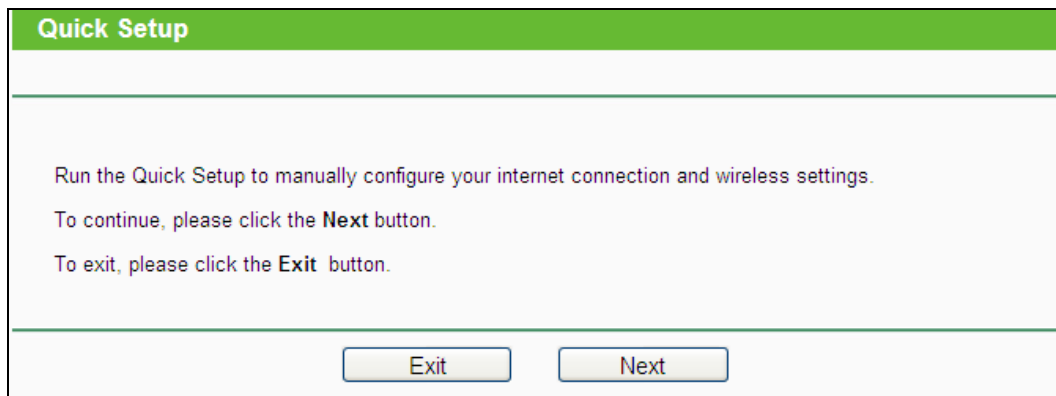 Quick Setup
Run the Quick Setup to manually configure your internet connection and wireless settings.
To continue, please click the Next button.
To exit, please click the Exit button.
Exit Next